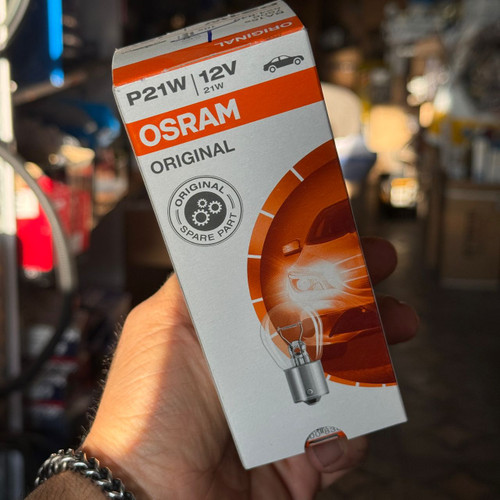 ORIGINAL
P21W | 12V
21W
OSRAM
ORIGINAL
ORIGINAL
SPARE PART